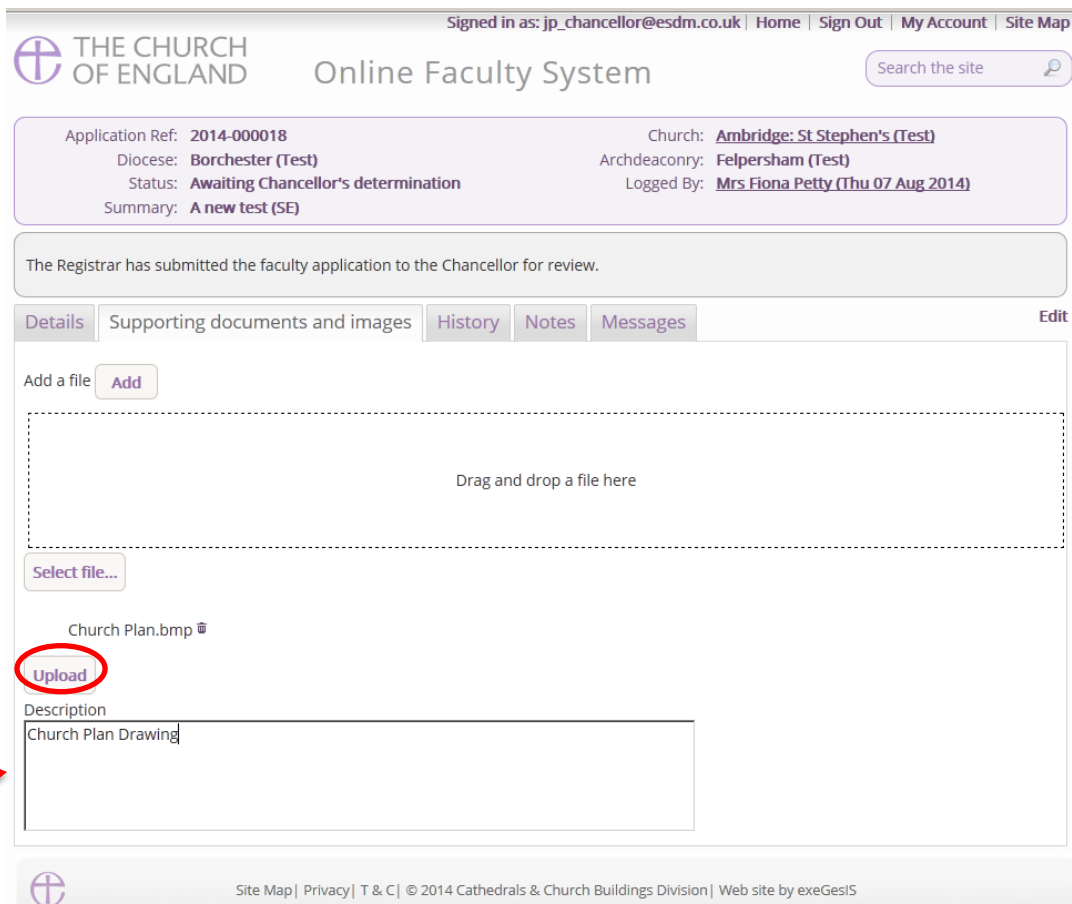 Signed in as: jp_chancellor@esdm.co.uk | Home | Sign Out | My Account | Site Map
THE CHURCH
OF ENGLAND
Online Faculty System
Search the site
Application Ref: 2014-000018 Church: Ambridge: St Stephen's (Test)
Diocese: Borchester (Test) Archdeaconry: Felpersham (Test)
Status: Awaiting Chancellor's determination Logged By: Mrs Fiona Petty (Thu 07 Aug 2014)
Summary: A new test (SE)
The Registrar has submitted the faculty application to the Chancellor for review.
Details Supporting documents and images History Notes Messages Edit
Add a file Add
Drag and drop a file here
Select file...
Church Plan.bmp
Upload
Description
Church Plan Drawing
Site Map| Privacy| T & C| © 2014 Cathedrals & Church Buildings Division| Web site by exeGesIS